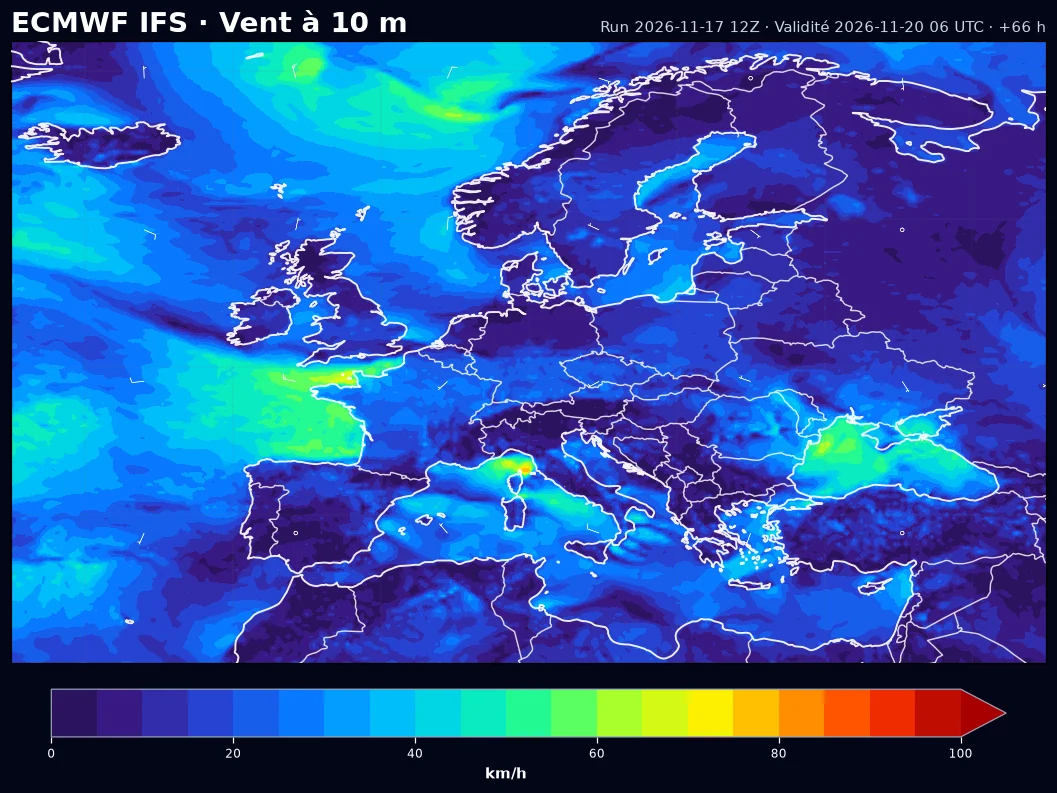 ECMWF IFS · Vent à 10 m
Run 2026-11-17 12Z · Validité 2026-11-20 06 UTC · +66 h
0 20 40 60 80 100
km/h